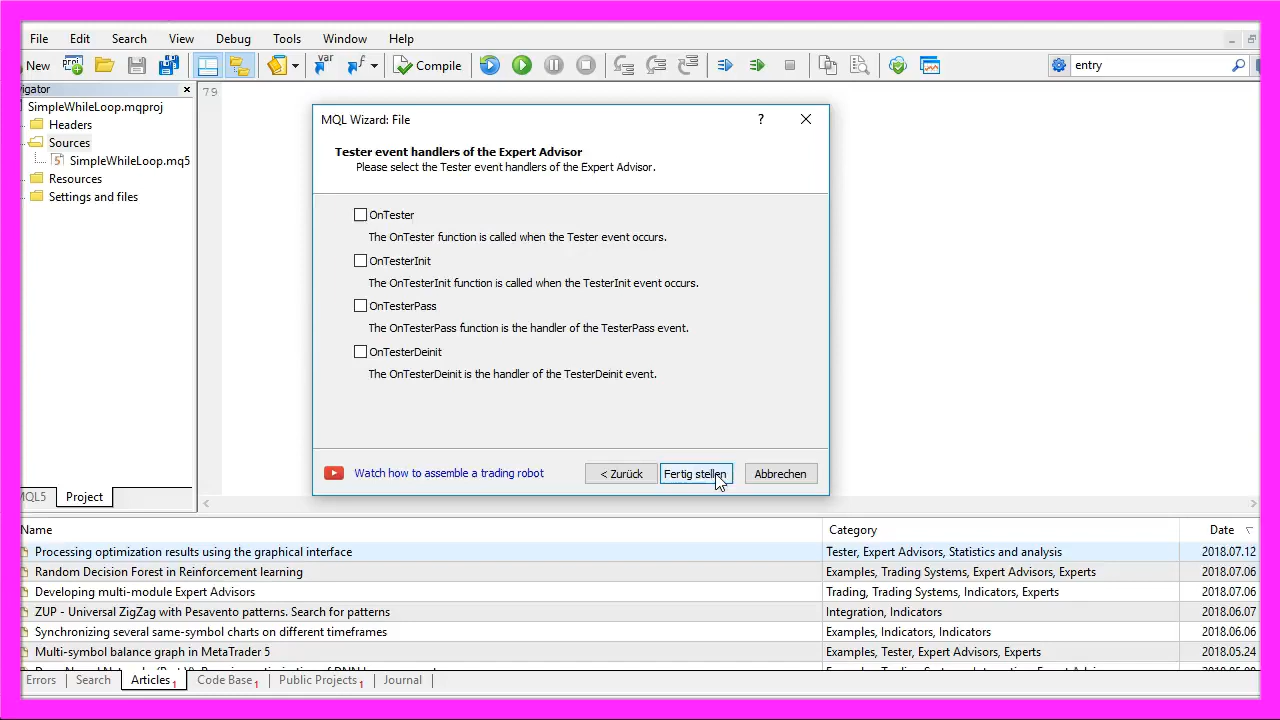 File Edit Search View Debug Tools Window Help
New Compile entry
vigator
79
SimpleWhileLoop.mqproj
Headers
Sources
SimpleWhileLoop.mq5
Resources
Settings and files
MQL Wizard: File
Tester event handlers of the Expert Advisor
Please select the Tester event handlers of the Expert Advisor.
OnTester
The OnTester function is called when the Tester event occurs.
OnTesterInit
The OnTesterInit function is called when the TesterInit event occurs.
OnTesterPass
The OnTesterPass function is the handler of the TesterPass event.
OnTesterDeinit
The OnTesterDeinit is the handler of the TesterDeinit event.
Watch how to assemble a trading robot < Zurück Fertig stellen Abbrechen
MQL5 Project
Name Category Date
Processing optimization results using the graphical interface Tester, Expert Advisors, Statistics and analysis 2018.07.12
Random Decision Forest in Reinforcement learning Examples, Trading Systems, Expert Advisors, Experts 2018.07.06
Developing multi-module Expert Advisors Trading, Trading Systems, Indicators, Experts 2018.07.06
ZUP - Universal ZigZag with Pesavento patterns. Search for patterns Integration, Indicators 2018.06.07
Synchronizing several same-symbol charts on different timeframes Examples, Indicators, Indicators 2018.06.06
Multi-symbol balance graph in MetaTrader 5 Examples, Tester, Expert Advisors, Experts 2018.05.24
Errors Search Articles 1 Code Base 1 Public Projects 1 Journal